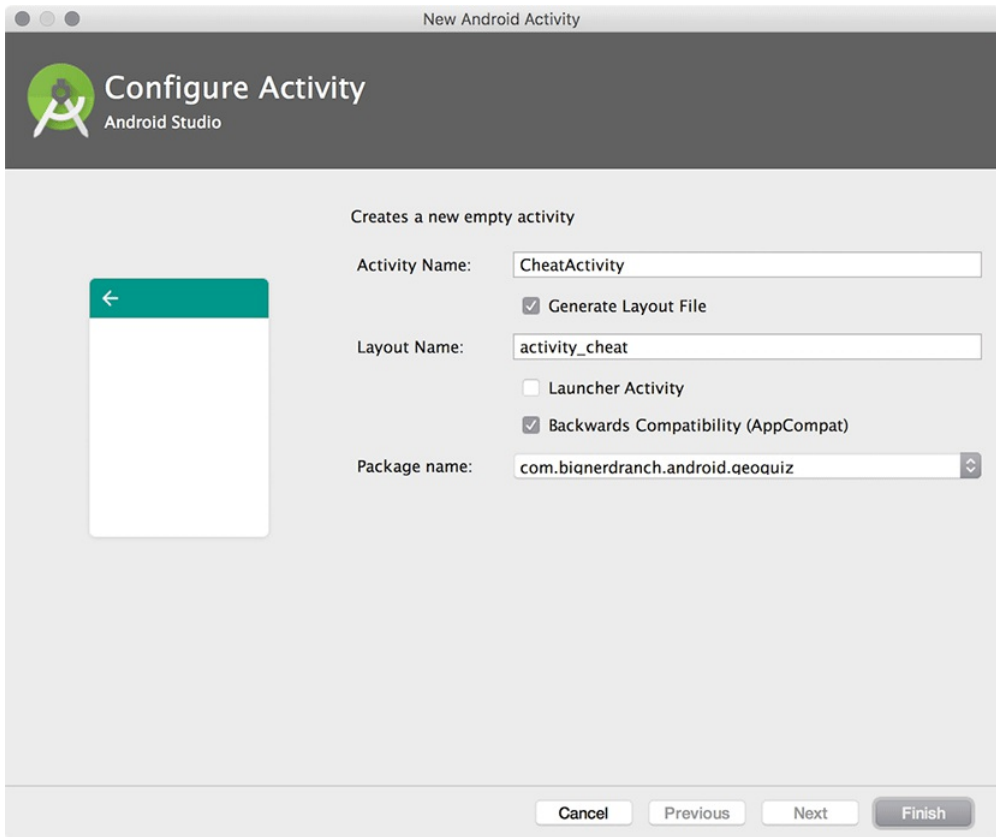 New Android Activity
Configure Activity
Android Studio
Creates a new empty activity
Activity Name: CheatActivity
Generate Layout File
Layout Name: activity_cheat
Launcher Activity
Backwards Compatibility (AppCompat)
Package name: com.bignerdranch.android.geoquiz
Cancel Previous Next Finish